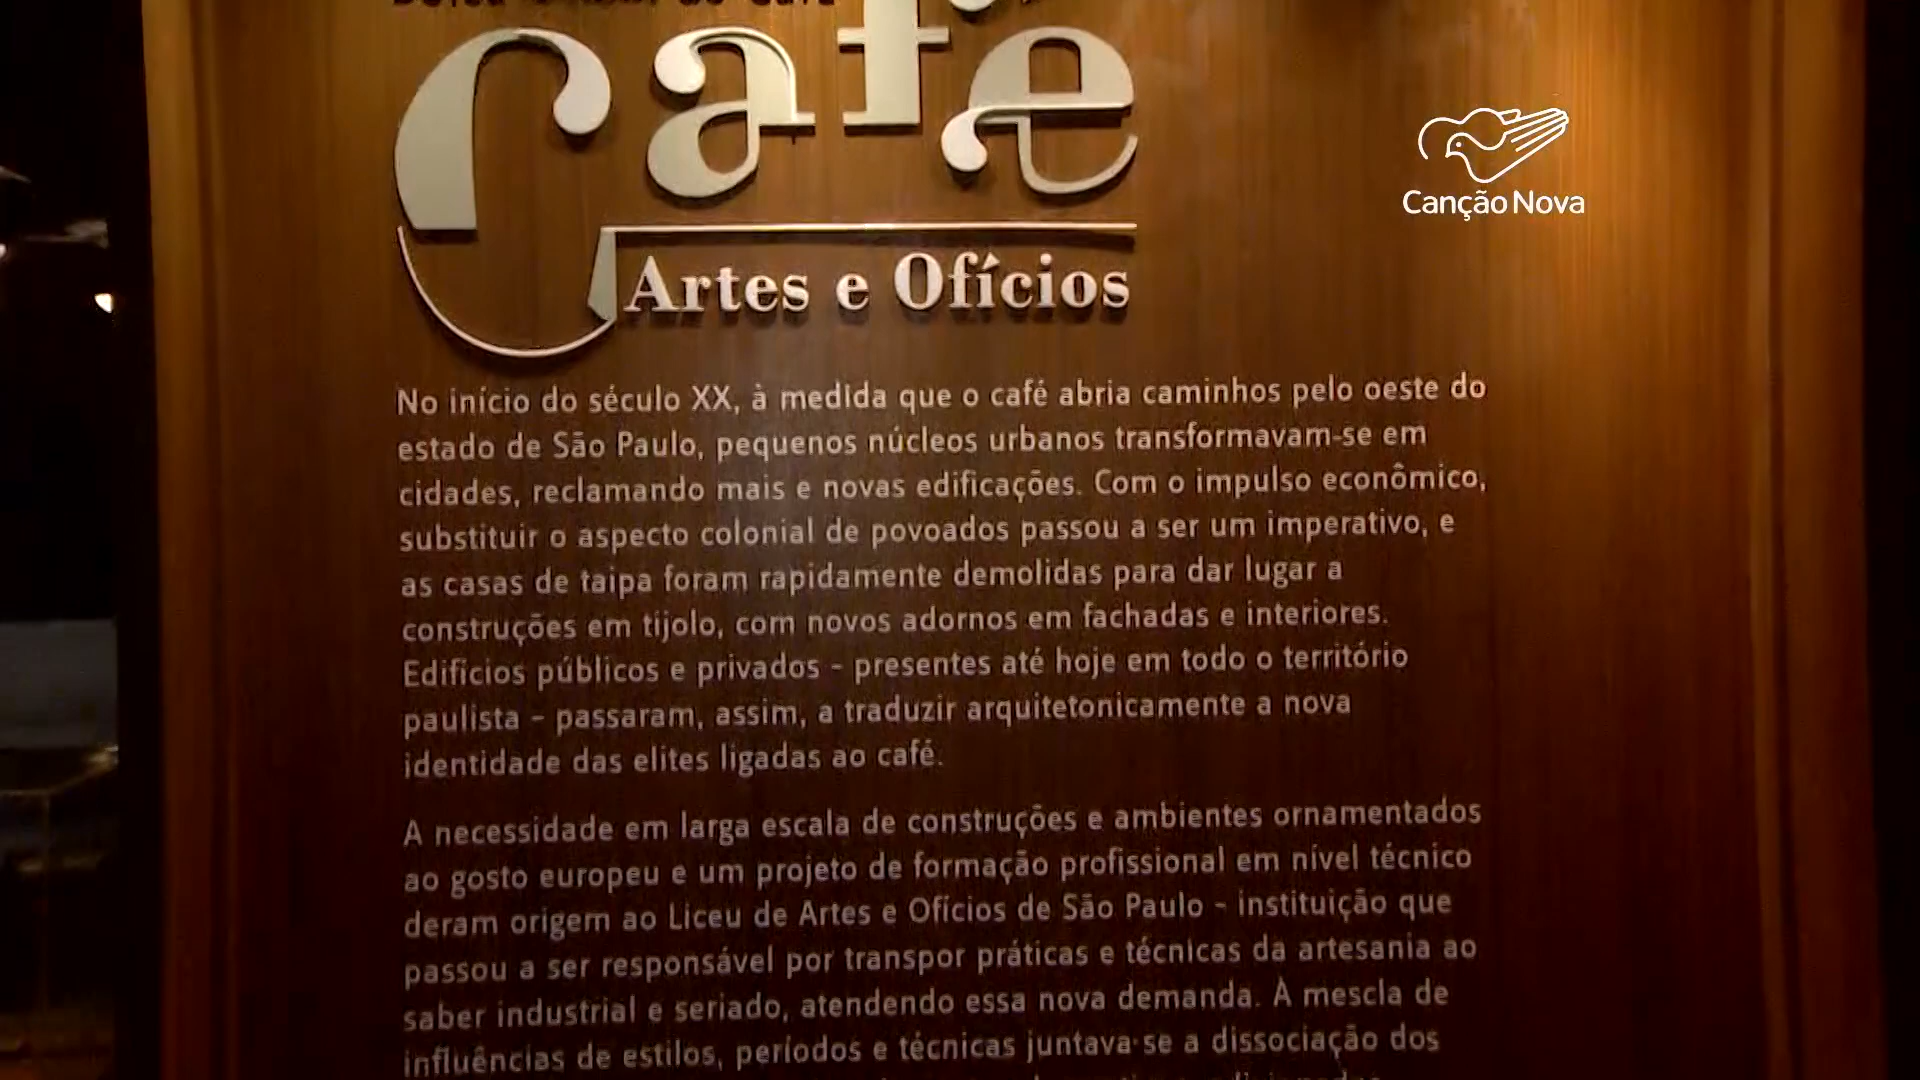 Café
Canção Nova
Artes e Ofícios
No início do século XX, à medida que o café abria caminhos pelo oeste do
estado de São Paulo, pequenos núcleos urbanos transformavam-se em
cidades, reclamando mais e novas edificações. Com o impulso econômico,
substituir o aspecto colonial de povoados passou a ser um imperativo, e
as casas de taipa foram rapidamente demolidas para dar lugar a
construções em tijolo, com novos adornos em fachadas e interiores.
Edifícios públicos e privados - presentes até hoje em todo o território
paulista - passaram, assim, a traduzir arquitetonicamente a nova
identidade das elites ligadas ao café.
A necessidade em larga escala de construções e ambientes ornamentados
ao gosto europeu e um projeto de formação profissional em nível técnico
deram origem ao Liceu de Artes e Ofícios de São Paulo - instituição que
passou a ser responsável por transpor práticas e técnicas da artesania ao
saber industrial e seriado, atendendo essa nova demanda. A mescla de
influências de estilos, períodos e técnicas juntava-se a dissociação dos